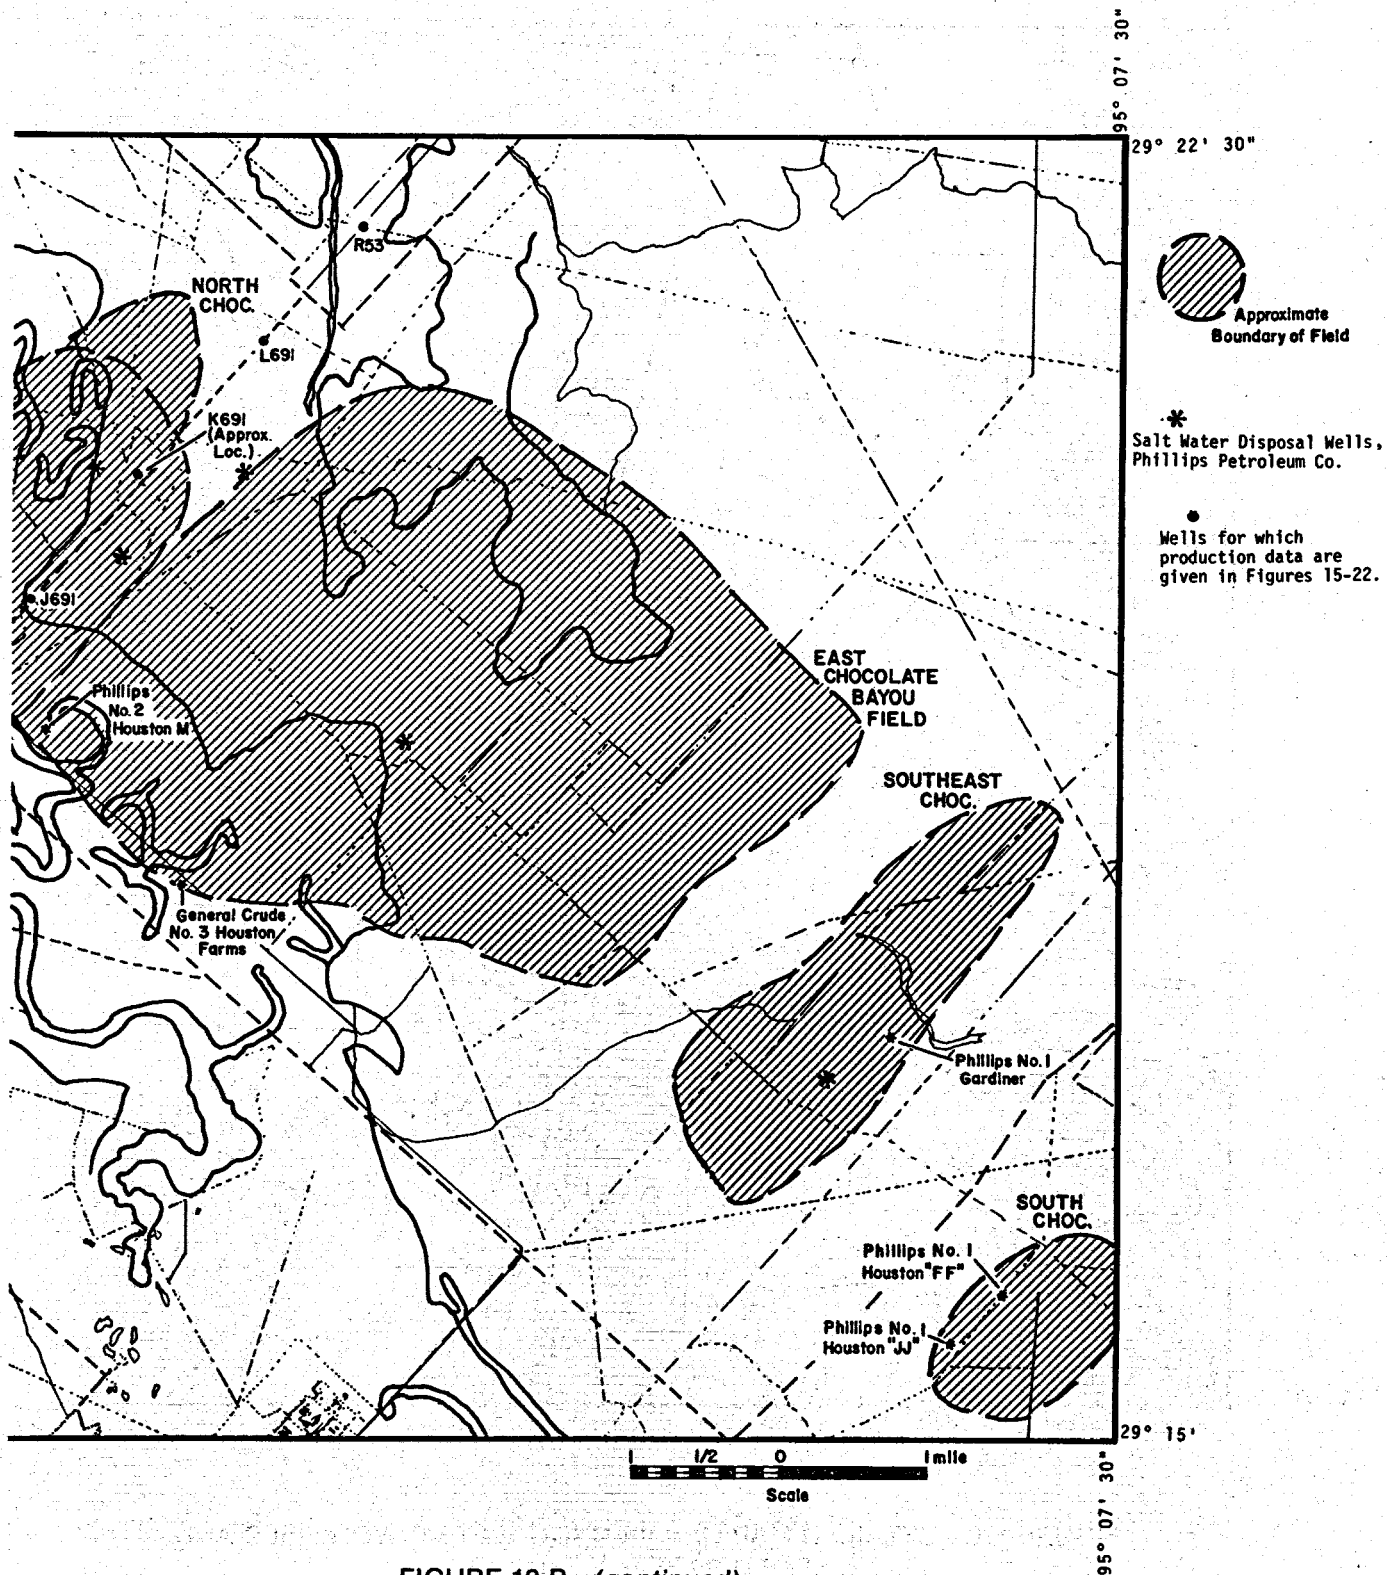 95° 07' 30"
29° 22' 30"
R53
NORTH
CHOC.
L691
Approximate
Boundary of Field
K691
(Approx.
Loc.)
Salt Water Disposal Wells,
Phillips Petroleum Co.
Wells for which
production data are
given in Figures 15-22.
J691
EAST
CHOCOLATE
BAYOU
FIELD
Phillips
No. 2
Houston M
SOUTHEAST
CHOC.
General Crude
No. 3 Houston
Farms
Phillips No. 1
Gardiner
SOUTH
CHOC.
Phillips No. 1
Houston "FF"
Phillips No. 1
Houston "JJ"
29° 15'
1 1/2 0 1 mile
Scale
95° 07' 30"